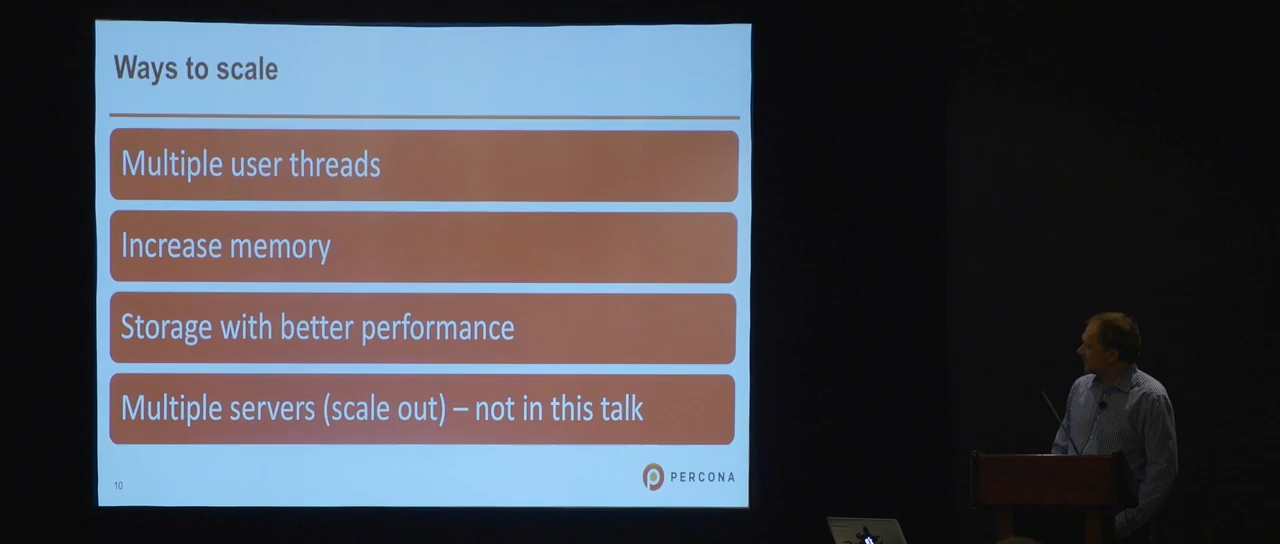 Ways to scale
Multiple user threads
Increase memory
Storage with better performance
Multiple servers (scale out) – not in this talk
10
PERCONA